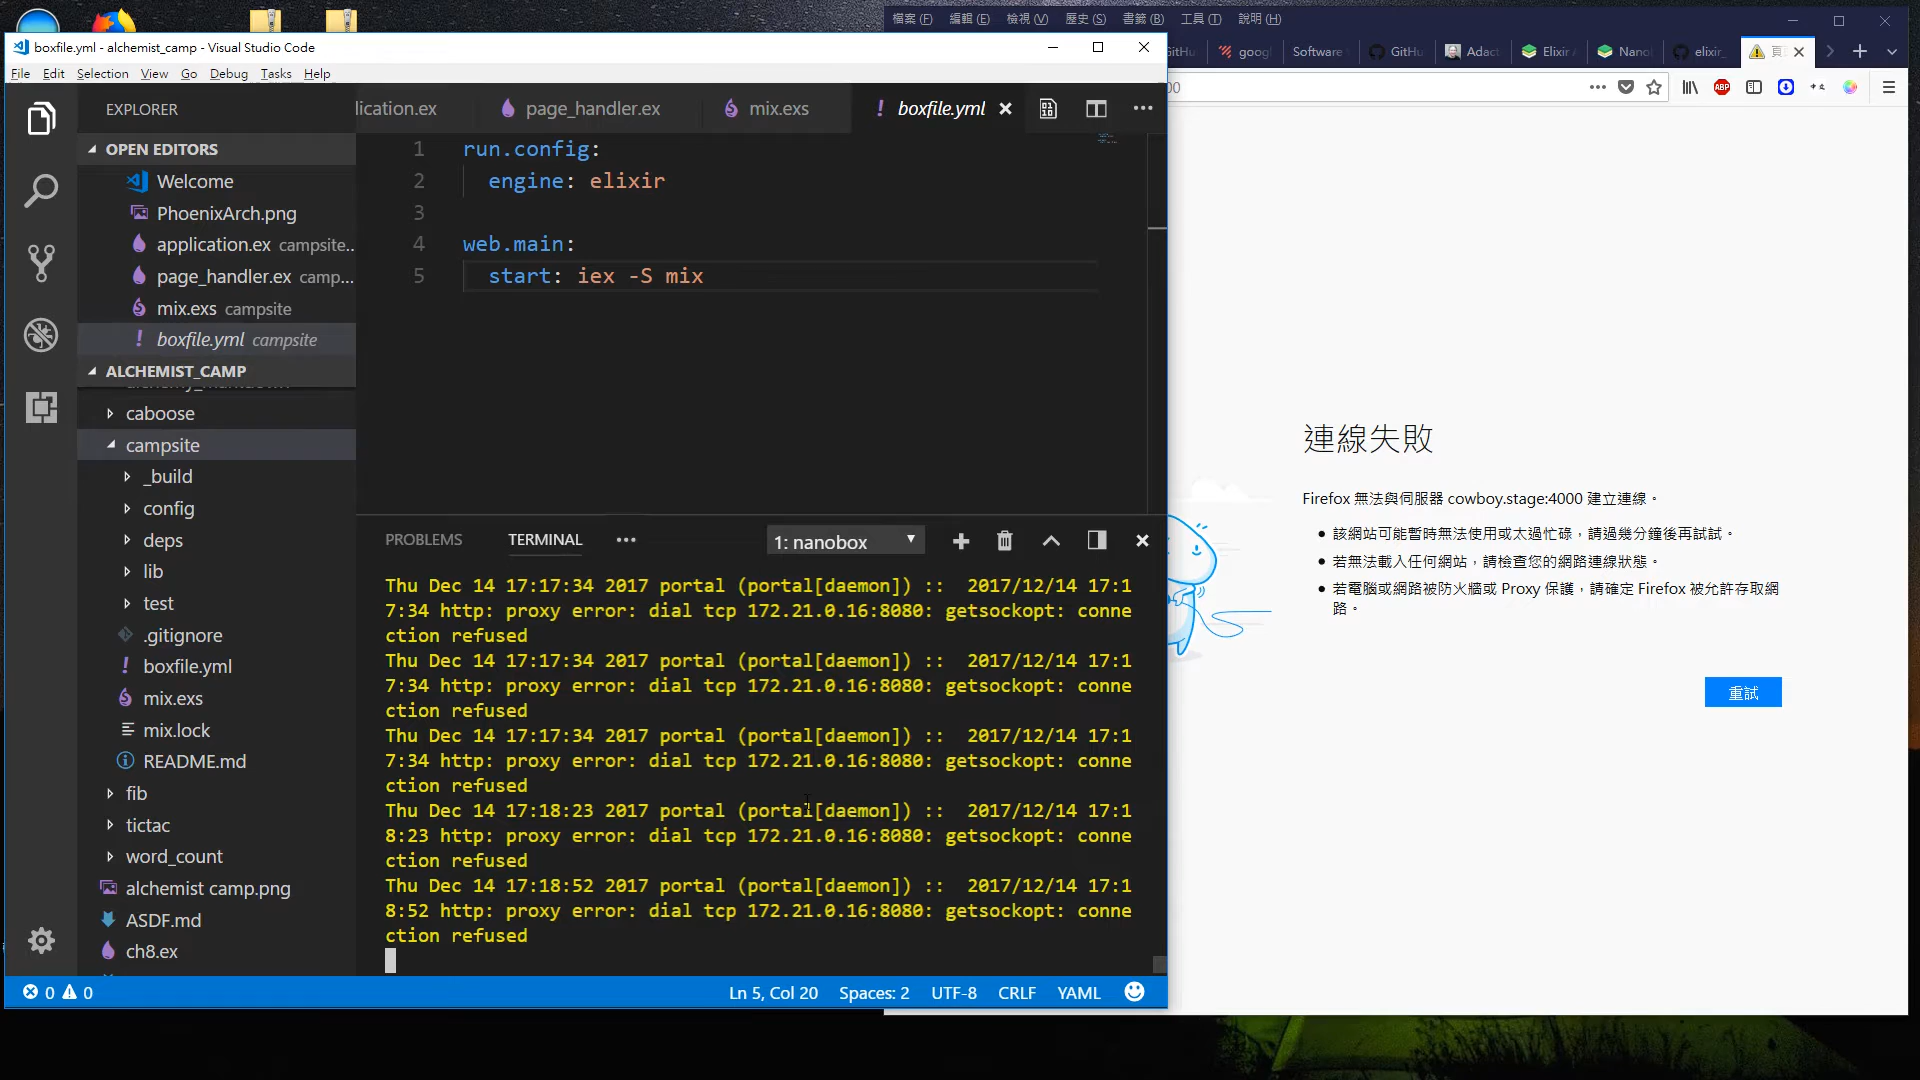 boxfile.yml - alchemist_camp - Visual Studio Code
File Edit Selection View Go Debug Tasks Help
EXPLORER
OPEN EDITORS
Welcome
PhoenixArch.png
application.ex campsite...
page_handler.ex camp...
mix.exs campsite
! boxfile.yml campsite
ALCHEMIST_CAMP
caboose
campsite
_build
config
deps
lib
test
.gitignore
! boxfile.yml
mix.exs
mix.lock
README.md
fib
tictac
word_count
alchemist camp.png
ASDF.md
ch8.ex
lication.ex page_handler.ex mix.exs ! boxfile.yml
1 run.config:
2 engine: elixir
3
4 web.main:
5 start: iex -S mix
PROBLEMS TERMINAL ··· 1: nanobox
Thu Dec 14 17:17:34 2017 portal (portal[daemon]) :: 2017/12/14 17:1
7:34 http: proxy error: dial tcp 172.21.0.16:8080: getsockopt: conne
ction refused
Thu Dec 14 17:17:34 2017 portal (portal[daemon]) :: 2017/12/14 17:1
7:34 http: proxy error: dial tcp 172.21.0.16:8080: getsockopt: conne
ction refused
Thu Dec 14 17:17:34 2017 portal (portal[daemon]) :: 2017/12/14 17:1
7:34 http: proxy error: dial tcp 172.21.0.16:8080: getsockopt: conne
ction refused
Thu Dec 14 17:18:23 2017 portal (portal[daemon]) :: 2017/12/14 17:1
8:23 http: proxy error: dial tcp 172.21.0.16:8080: getsockopt: conne
ction refused
Thu Dec 14 17:18:52 2017 portal (portal[daemon]) :: 2017/12/14 17:1
8:52 http: proxy error: dial tcp 172.21.0.16:8080: getsockopt: conne
ction refused
0 0 Ln 5, Col 20 Spaces: 2 UTF-8 CRLF YAML
檔案 (F) 編輯 (E) 檢視 (V) 歷史 (S) 書籤 (B) 工具 (T) 說明 (H)
itHu goog Software GitHu Adact Elixir Nano elixir_ 頁
00 ABP
連線失敗
Firefox 無法與伺服器 cowboy.stage:4000 建立連線。
• 該網站可能暫時無法使用或太過忙碌，請過幾分鐘後再試試。
• 若無法載入任何網站，請檢查您的網路連線狀態。
• 若電腦或網路被防火牆或 Proxy 保護，請確定 Firefox 被允許存取網
路。
重試